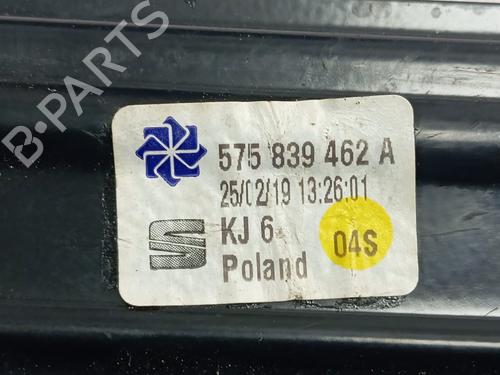 B-PARTS
575 839 462 A
25/02/19 13:26:01
KJ 6
04S
Poland